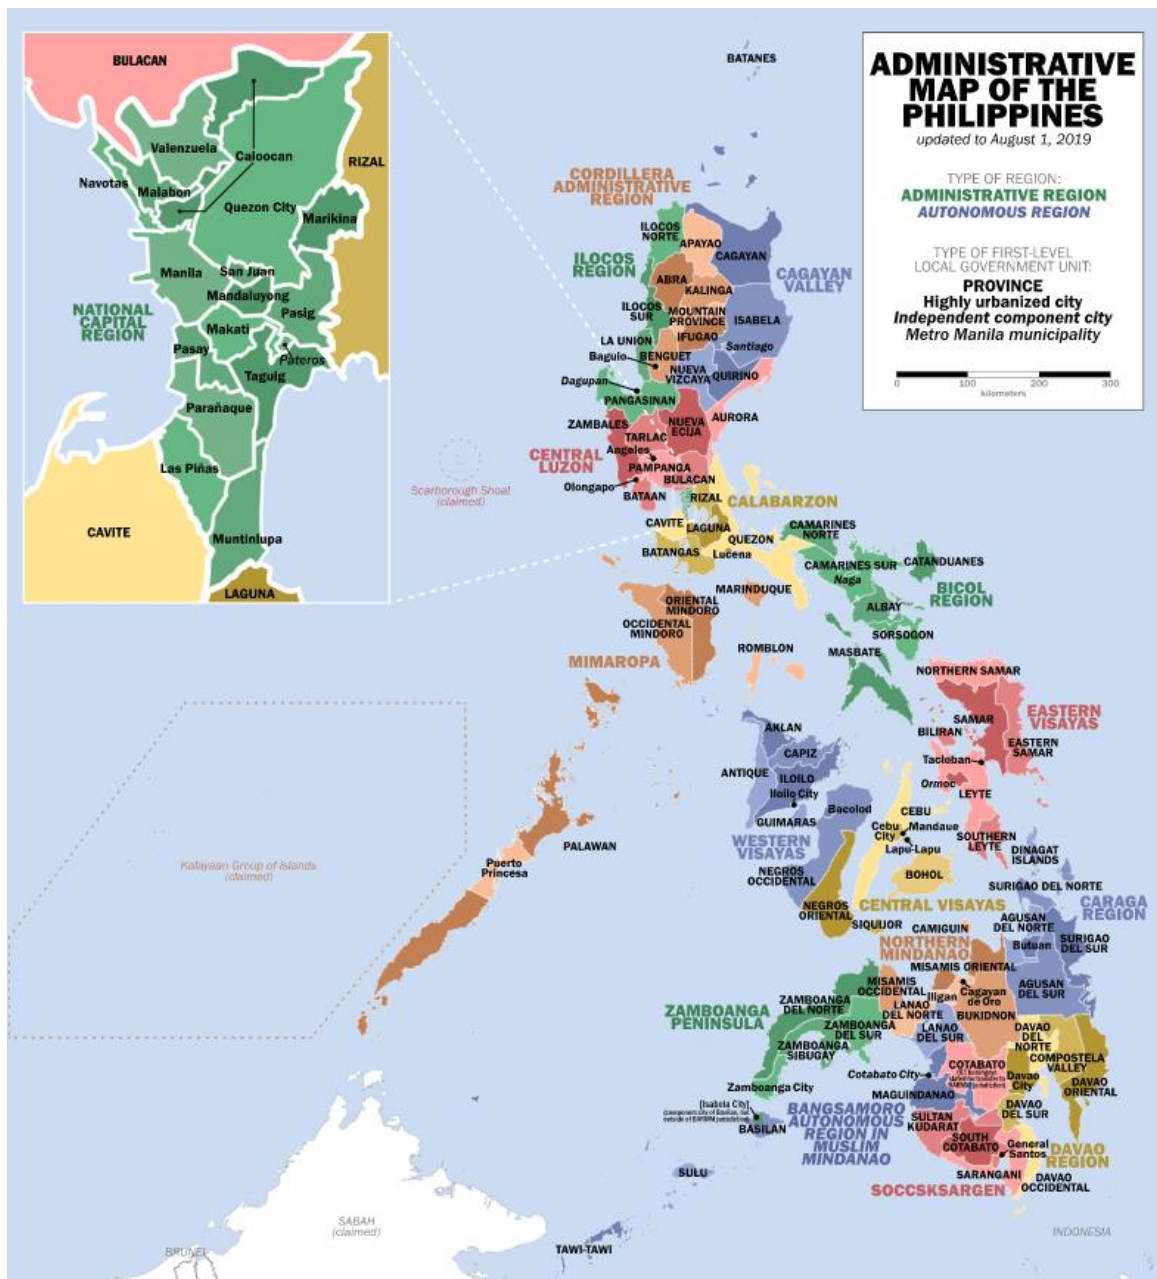 ADMINISTRATIVE
MAP OF THE
PHILIPPINES
updated to August 1, 2019
TYPE OF REGION:
ADMINISTRATIVE REGION
AUTONOMOUS REGION
TYPE OF FIRST-LEVEL
LOCAL GOVERNMENT UNIT:
PROVINCE
Highly urbanized city
Independent component city
Metro Manila municipality
0 100 200 300
kilometers
BULACAN
Valenzuela
Caloocan
RIZAL
Navotas
Malabon
Quezon City
Marikina
Manila
San Juan
Mandaluyong
NATIONAL
CAPITAL
REGION
Pasig
Makati
Pasay
Pateros
Taguig
Parañaque
Las Piñas
CAVITE
Muntinlupa
LAGUNA
BATANES
CORDILLERA
ADMINISTRATIVE
REGION
ILOCOS
NORTE
APAYAO
CAGAYAN
ILOCOS
REGION
CAGAYAN
VALLEY
ABRA
KALINGA
ILOCOS
SUR
MOUNTAIN
PROVINCE
ISABELA
IFUGAO
LA UNION
Santiago
Baguio
BENGUET
NUEVA
VIZCAYA
QUIRINO
Dagupan
PANGASINAN
AURORA
ZAMBALES
NUEVA
ECIJA
TARLAC
Angeles
CENTRAL
LUZON
PAMPANGA
BULACAN
Olongapo
BATAAN
RIZAL
CALABARZON
Scarborough Shoal
(claimed)
CAVITE
LAGUNA
QUEZON
CAMARINES
NORTE
BATANGAS
Lucena
CAMARINES SUR
CATANDUANES
Naga
BICOL
REGION
MARINDUQUE
ORIENTAL
MINDORO
ALBAY
OCCIDENTAL
MINDORO
SORSOGON
ROMBLON
MASBATE
MIMAROPA
NORTHERN SAMAR
EASTERN
VISAYAS
SAMAR
BILIRAN
EASTERN
SAMAR
AKLAN
CAPIZ
Tacloban
ANTIQUE
ILOILO
Ormoc
Iloilo City
LEYTE
Bacolod
CEBU
GUIMARAS
Cebu
City
Mandaue
WESTERN
VISAYAS
SOUTHERN
LEYTE
PALAWAN
Lapu-Lapu
DINAGAT
ISLANDS
Kalayaan Group of Islands
(claimed)
Puerto
Princesa
NEGROS
OCCIDENTAL
BOHOL
SURIGAO DEL NORTE
NEGROS
ORIENTAL
CENTRAL VISAYAS
CARAGA
REGION
SIQUIJOR
CAMIGUIN
AGUSAN
DEL NORTE
NORTHERN
MINDANAO
Butuan
SURIGAO
DEL SUR
MISAMIS ORIENTAL
MISAMIS
OCCIDENTAL
Iligan
Cagayan
de Oro
AGUSAN
DEL SUR
ZAMBOANGA
PENINSULA
ZAMBOANGA
DEL NORTE
LANAO
DEL NORTE
BUKIDNON
ZAMBOANGA
DEL SUR
LANAO
DEL SUR
DAVAO
DEL
NORTE
ZAMBOANGA
SIBUGAY
COMPOSTELA
VALLEY
COTABATO
Cotabato City
Davao
City
Zamboanga City
MAGUINDANAO
DAVAO
ORIENTAL
[Isabela City]
BASILAN
BANGSAMORO
AUTONOMOUS
REGION IN
MUSLIM
MINDANAO
DAVAO
DEL SUR
SULTAN
KUDARAT
SOUTH
COTABATO
General
Santos
DAVAO
REGION
SULU
SARANGANI
SOCCSKSARGEN
DAVAO
OCCIDENTAL
SABAH
(claimed)
INDONESIA
BRUNEI
TAWI-TAWI